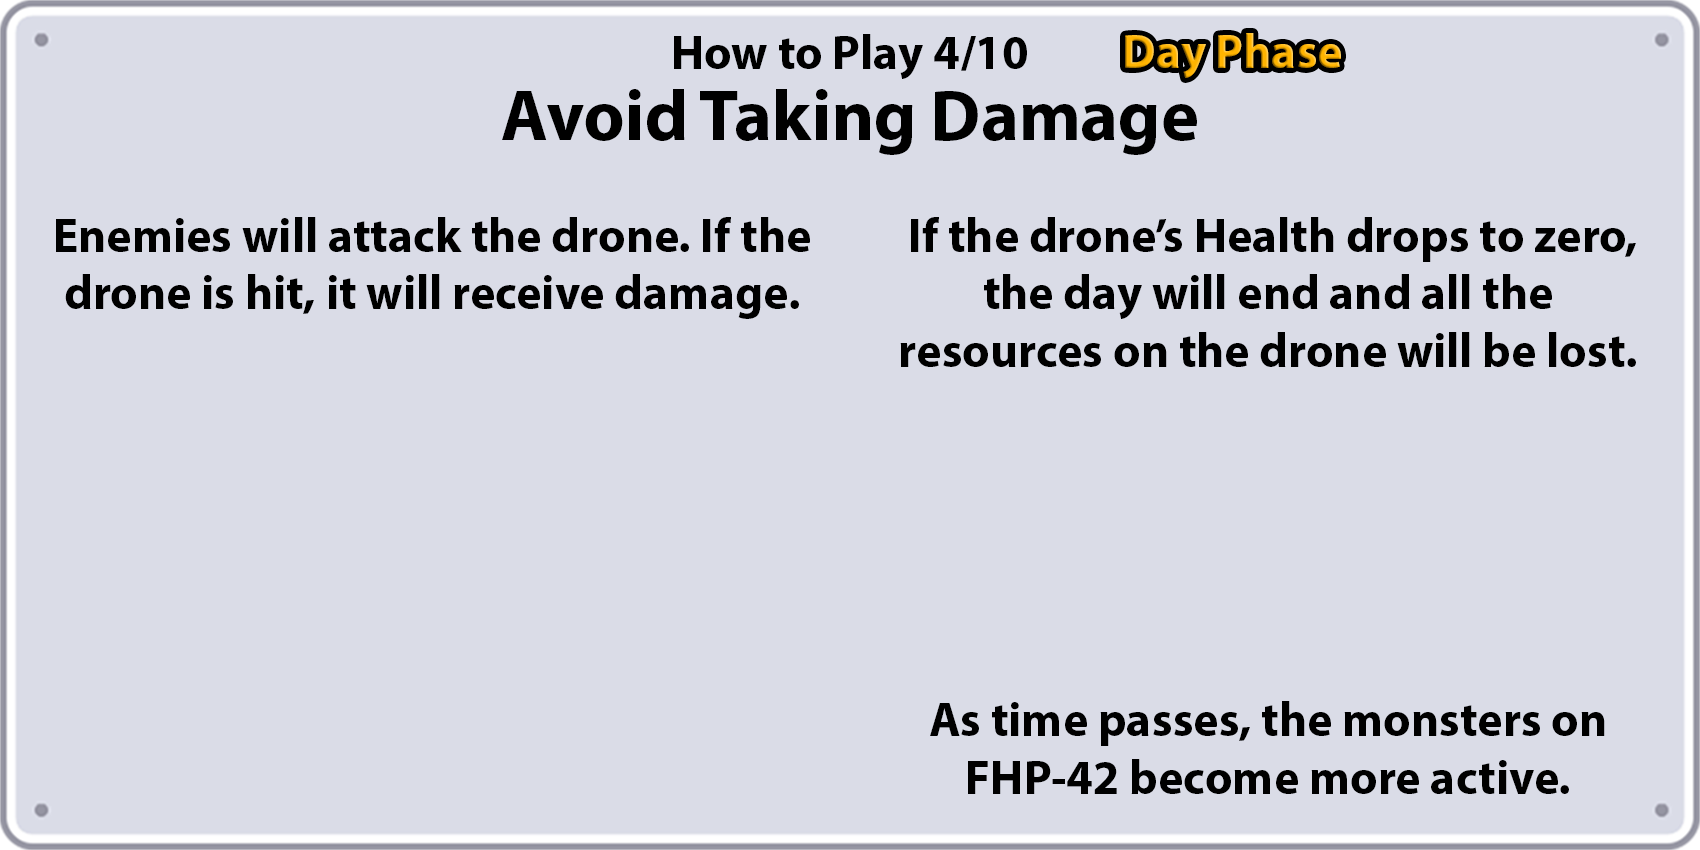 How to Play 4/10
Day Phase
Avoid Taking Damage
Enemies will attack the drone. If the
drone is hit, it will receive damage.
If the drone’s Health drops to zero,
the day will end and all the
resources on the drone will be lost.
As time passes, the monsters on
FHP-42 become more active.